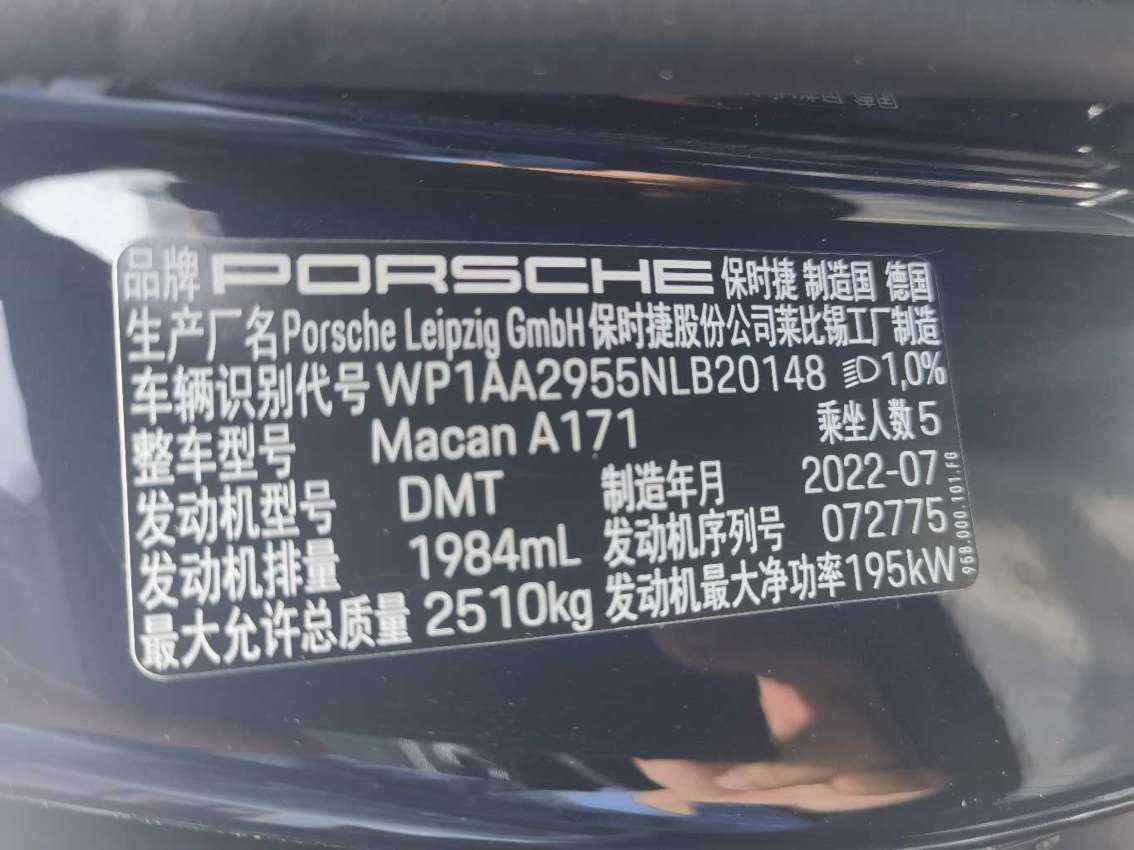 品牌 PORSCHE 保时捷 制造国 德国
生产厂名 Porsche Leipzig GmbH 保时捷股份公司莱比锡工厂制造
车辆识别代号 WP1AA2955NLB20148 1,0%
整车型号 Macan A171 乘坐人数 5
发动机型号 DMT 制造年月 2022-07
发动机排量 1984mL 发动机序列号 072775
最大允许总质量 2510kg 发动机最大净功率 195kW
958.000.101.FG